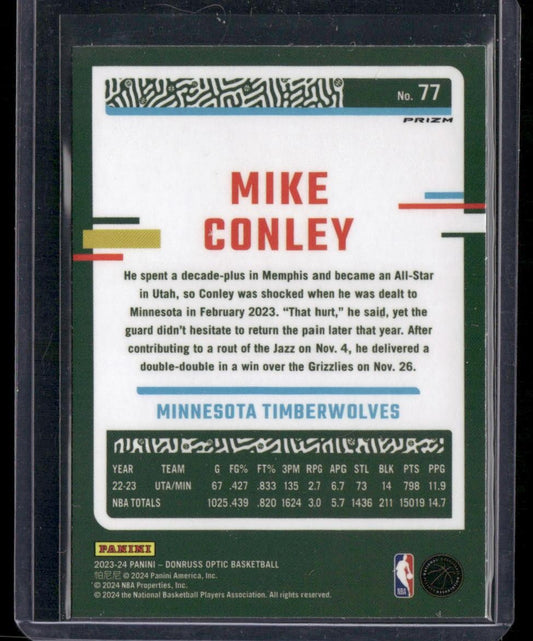 No. 77
PRIZM
MIKE
CONLEY
He spent a decade-plus in Memphis and became an All-Star
in Utah, so Conley was shocked when he was dealt to
Minnesota in February 2023. “That hurt,” he said, yet the
guard didn’t hesitate to return the pain later that year. After
contributing to a rout of the Jazz on Nov. 4, he delivered a
double-double in a win over the Grizzlies on Nov. 26.
MINNESOTA TIMBERWOLVES
YEAR TEAM G FG% FT% 3PM RPG APG STL BLK PTS PPG
22-23 UTA/MIN 67 .427 .833 135 2.7 6.7 73 14 798 11.9
NBA TOTALS 1025 .439 .820 1624 3.0 5.7 1436 211 15019 14.7
PANINI
2023-24 PANINI – DONRUSS OPTIC BASKETBALL
帕尼尼 © 2024 Panini America, Inc.
© 2024 NBA Properties, Inc.
© 2024 the National Basketball Players Association. All rights reserved.
NBA